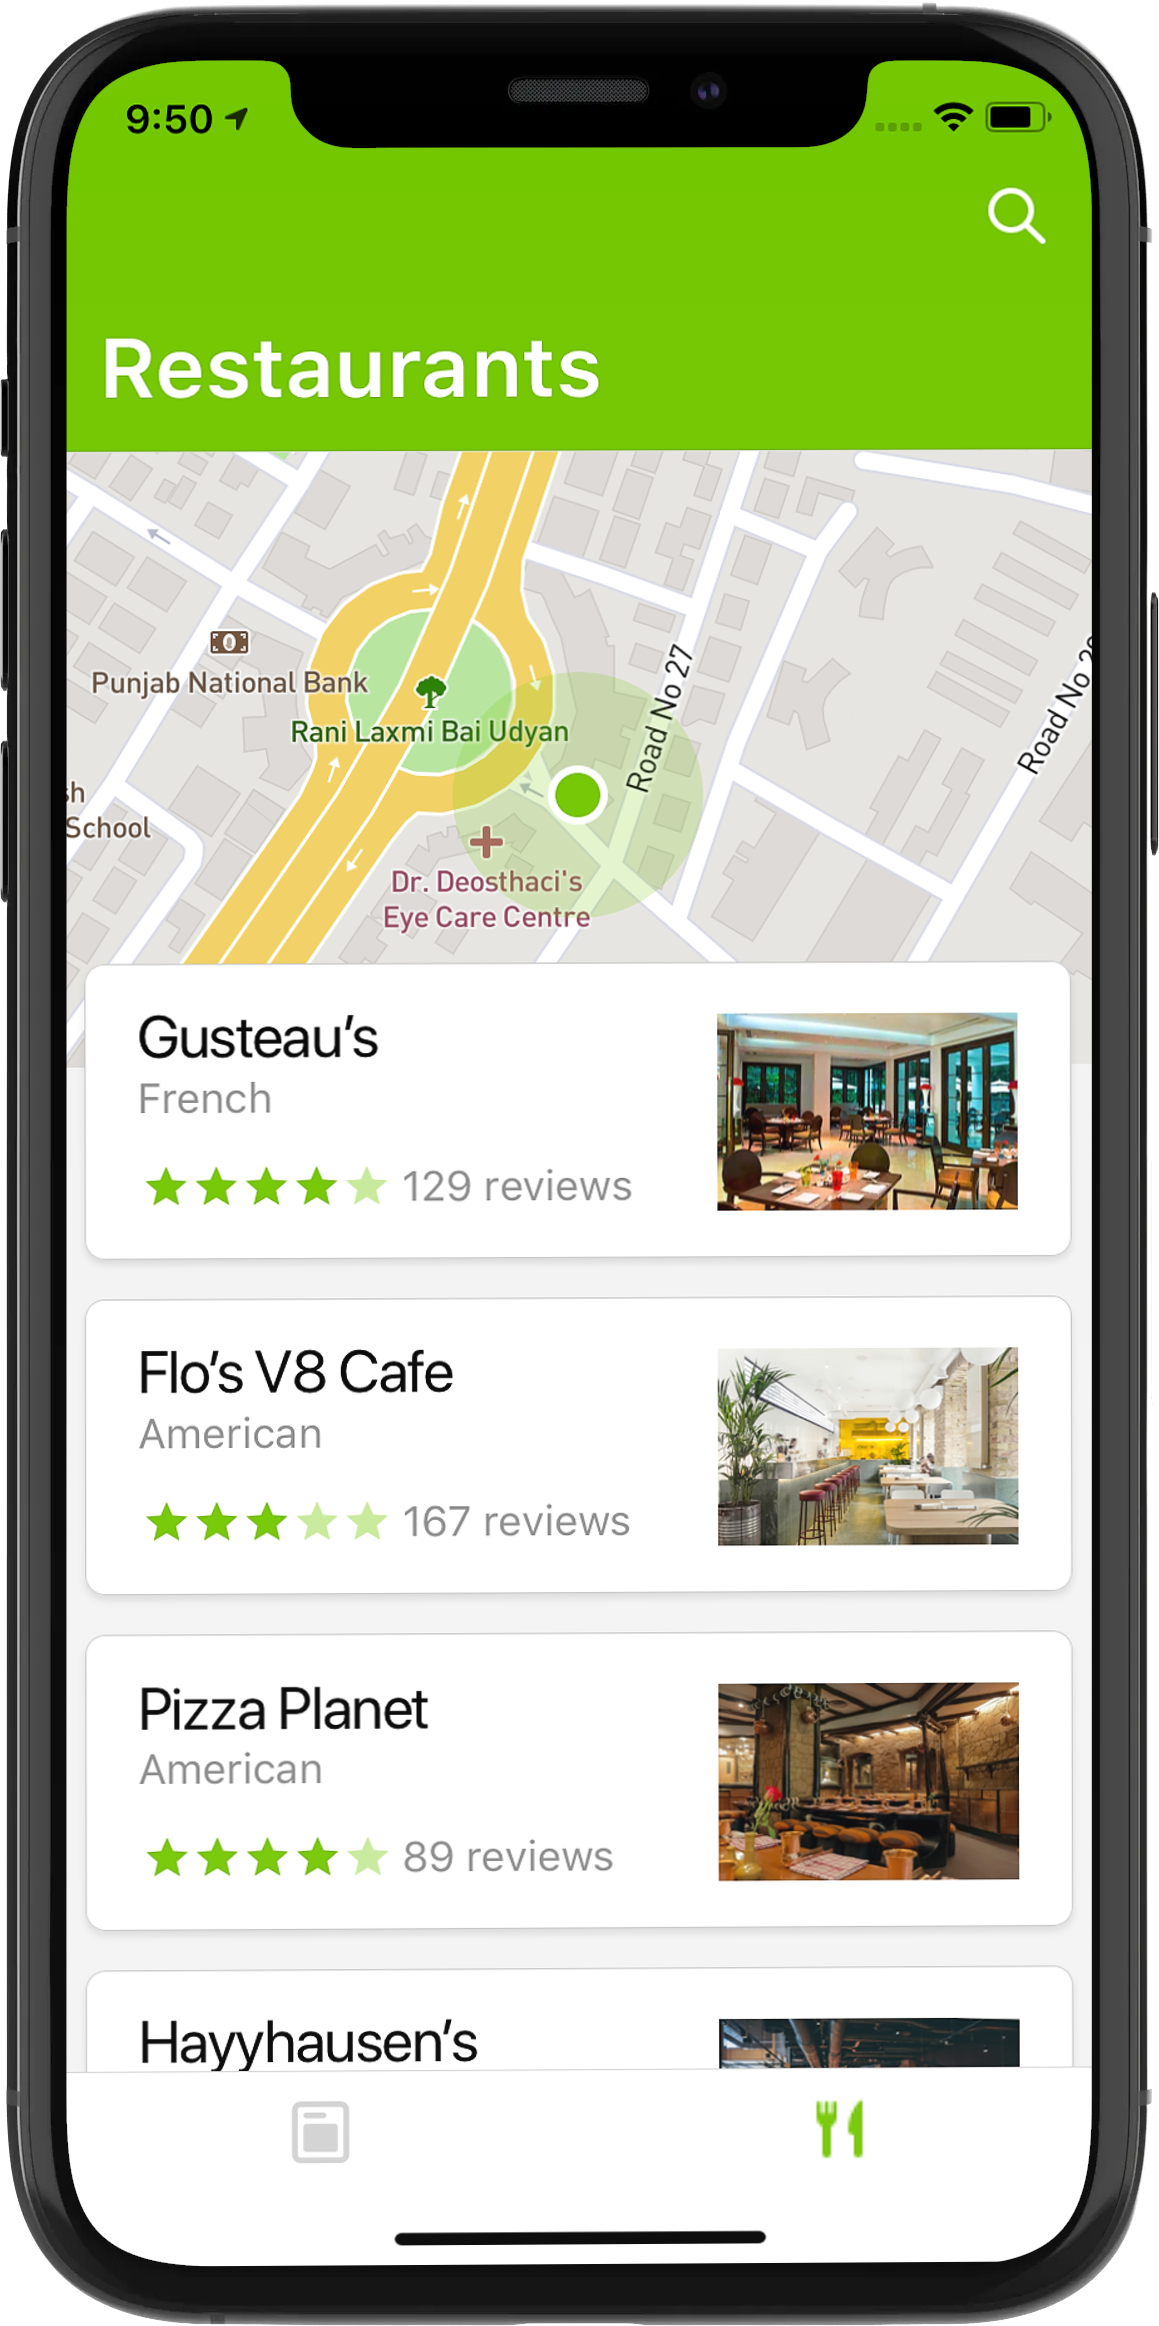 9:50
Restaurants
Punjab National Bank
Rani Laxmi Bai Udyan
Road No 27
Road No
sh
School
Dr. Deosthaci's
Eye Care Centre
Gusteau's
French
129 reviews
Flo's V8 Cafe
American
167 reviews
Pizza Planet
American
89 reviews
Hayyhausen's